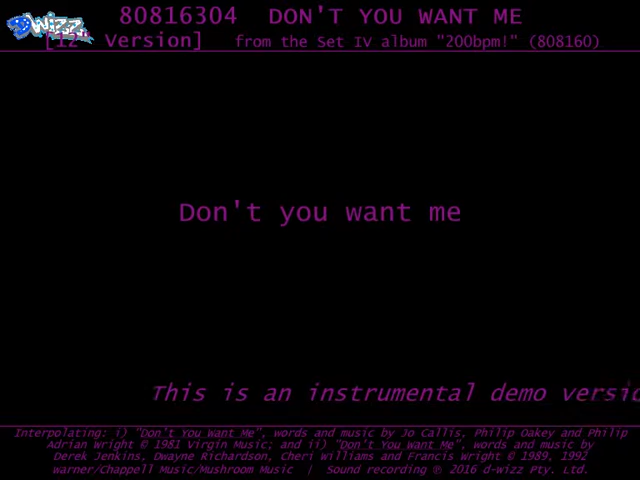 80816304 DON'T YOU WANT ME
D-Wizz
[12" Version] from the Set IV album "200bpm!" (808160)
Don't you want me
This is an instrumental demo versio
Interpolating: i) "Don't You Want Me", words and music by Jo Callis, Philip Oakey and Philip
Adrian Wright © 1981 Virgin Music; and ii) "Don't You Want Me", words and music by
Derek Jenkins, Dwayne Richardson, Cheri Williams and Francis Wright © 1989, 1992
Warner/Chappell Music/Mushroom Music | Sound recording ℗ 2016 d-wizz Pty. Ltd.